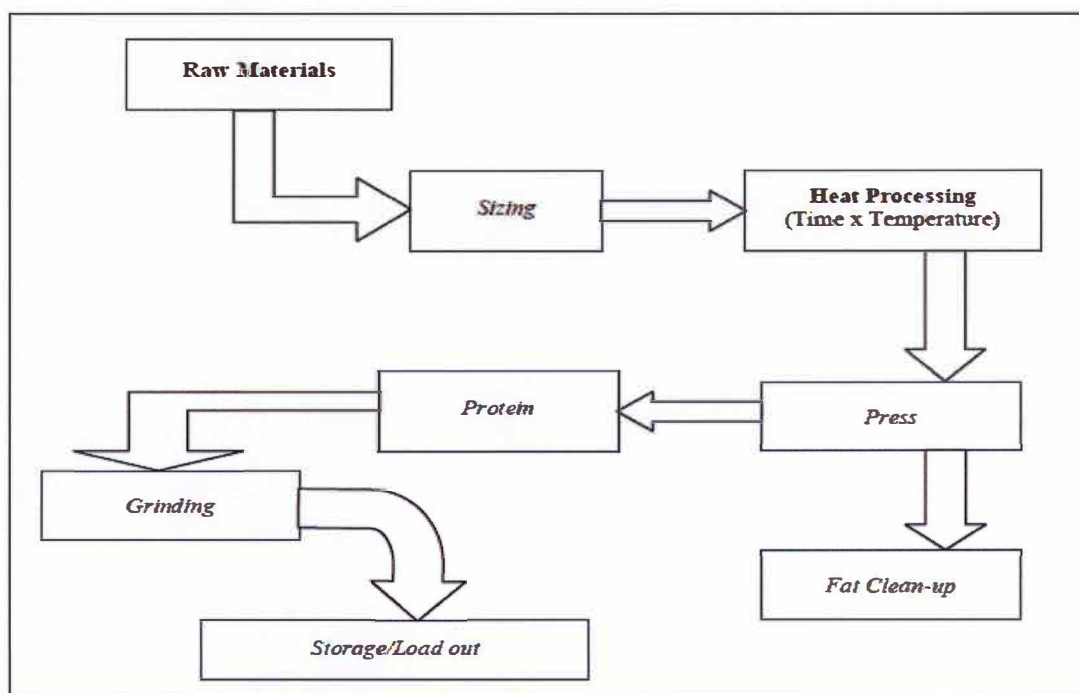 Raw Materials
Sizing
Heat Processing
(Time x Temperature)
Protein
Press
Grinding
Fat Clean-up
Storage/Load out